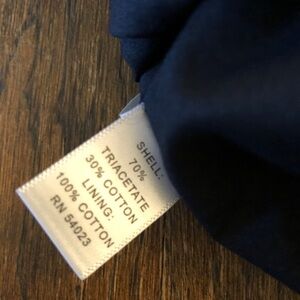 SHELL:
70%
TRIACETATE
30% COTTON
LINING:
100% COTTON
RN 54023